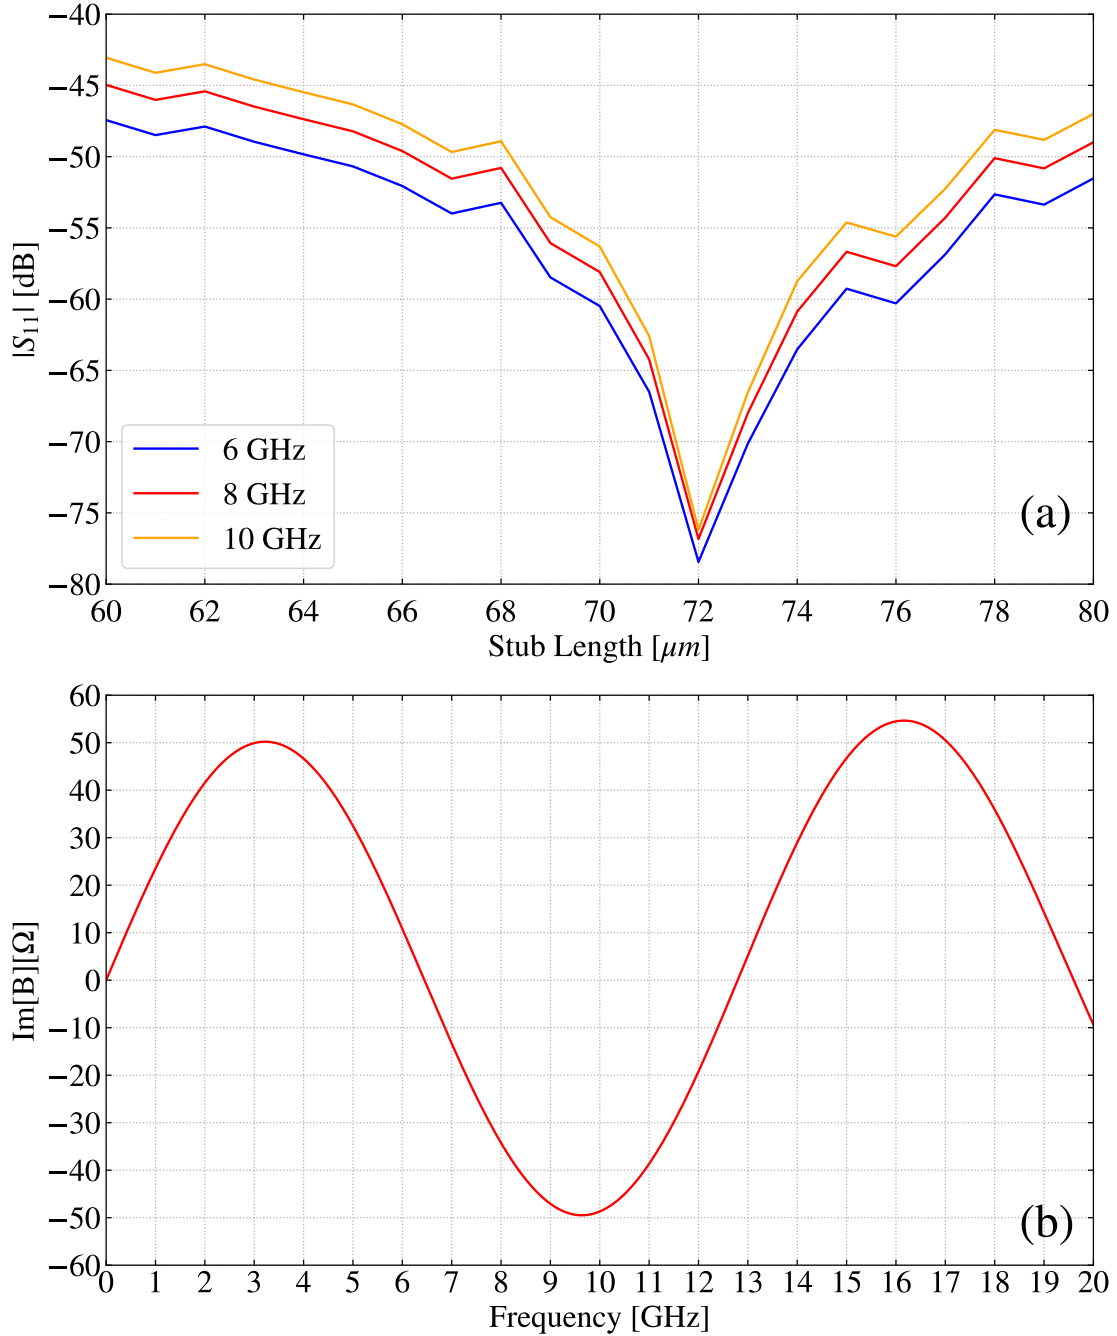 −40
−45
−50
−55
−60
−65
−70
−75
−80
|S11| [dB]
6 GHz
8 GHz
10 GHz
(a)
60 62 64 66 68 70 72 74 76 78 80
Stub Length [μm]
60
50
40
30
20
10
0
−10
−20
−30
−40
−50
−60
Im[B][Ω]
(b)
0 1 2 3 4 5 6 7 8 9 10 11 12 13 14 15 16 17 18 19 20
Frequency [GHz]